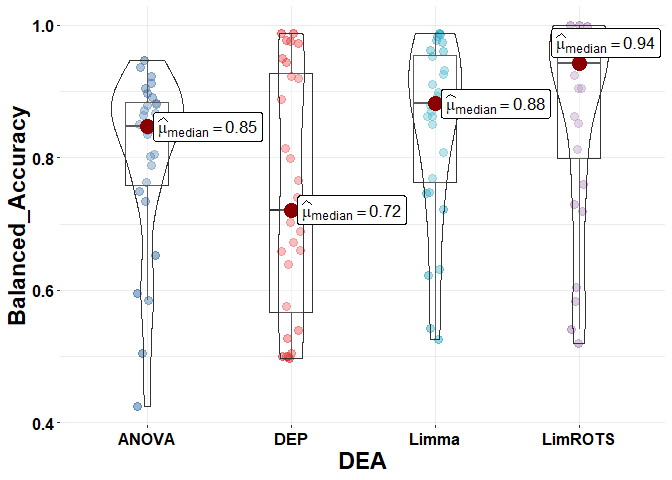 1.0
0.8
0.6
0.4
Balanced_Accuracy
μ̂median = 0.85
μ̂median = 0.72
μ̂median = 0.88
μ̂median = 0.94
ANOVA DEP Limma LimROTS
DEA